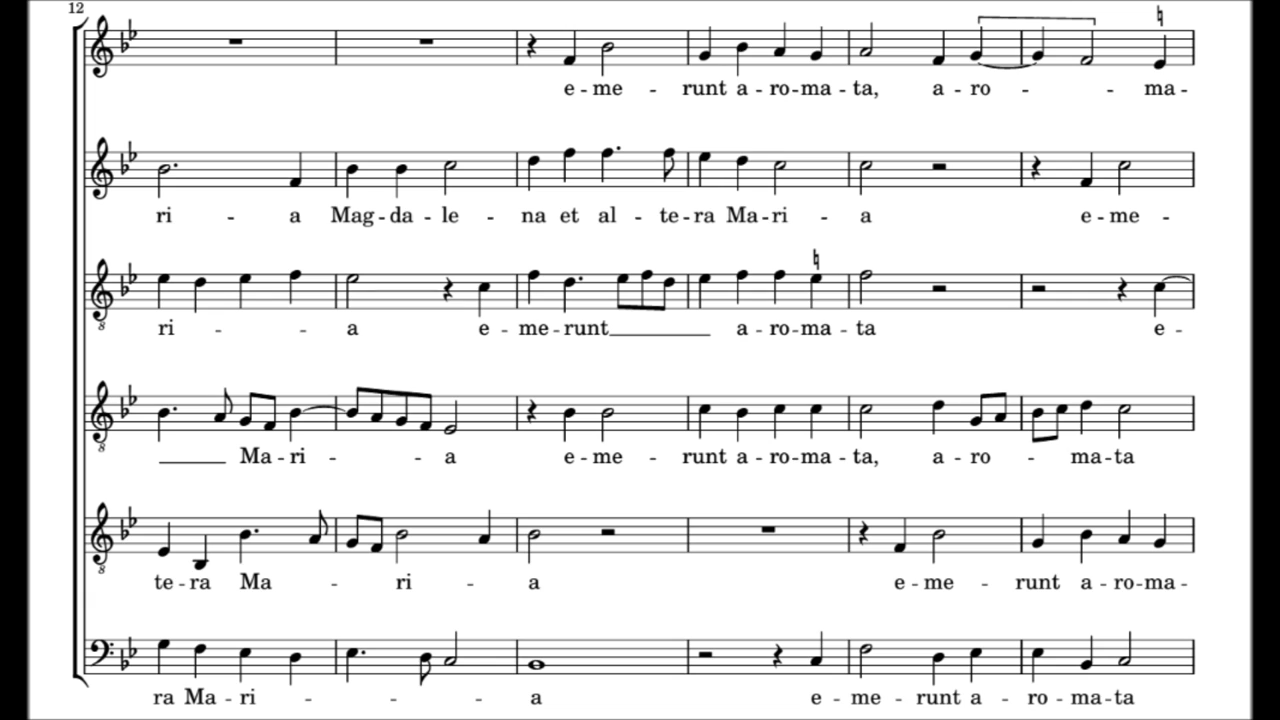 12
e - me - runt a - ro - ma - ta, a - ro - - ma -
ri - a Mag - da - le - na et al - te - ra Ma - ri - a e - me -
ri - - a e - me - runt a - ro - ma - ta e -
Ma - ri - - a e - me - runt a - ro - ma - ta, a - ro - ma - ta
te - ra Ma - ri - a e - me - runt a - ro - ma -
ra Ma - ri - - - a e - me - runt a - ro - ma - ta